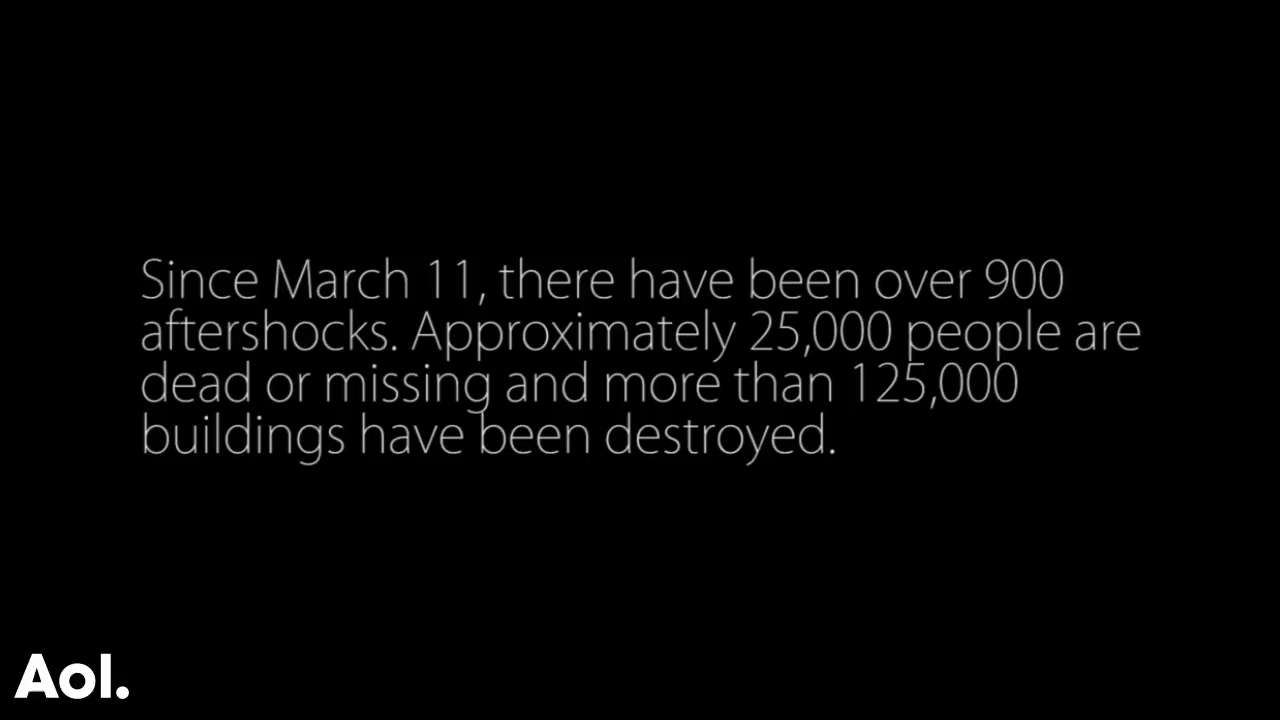 Since March 11, there have been over 900
aftershocks. Approximately 25,000 people are
dead or missing and more than 125,000
buildings have been destroyed.
Aol.